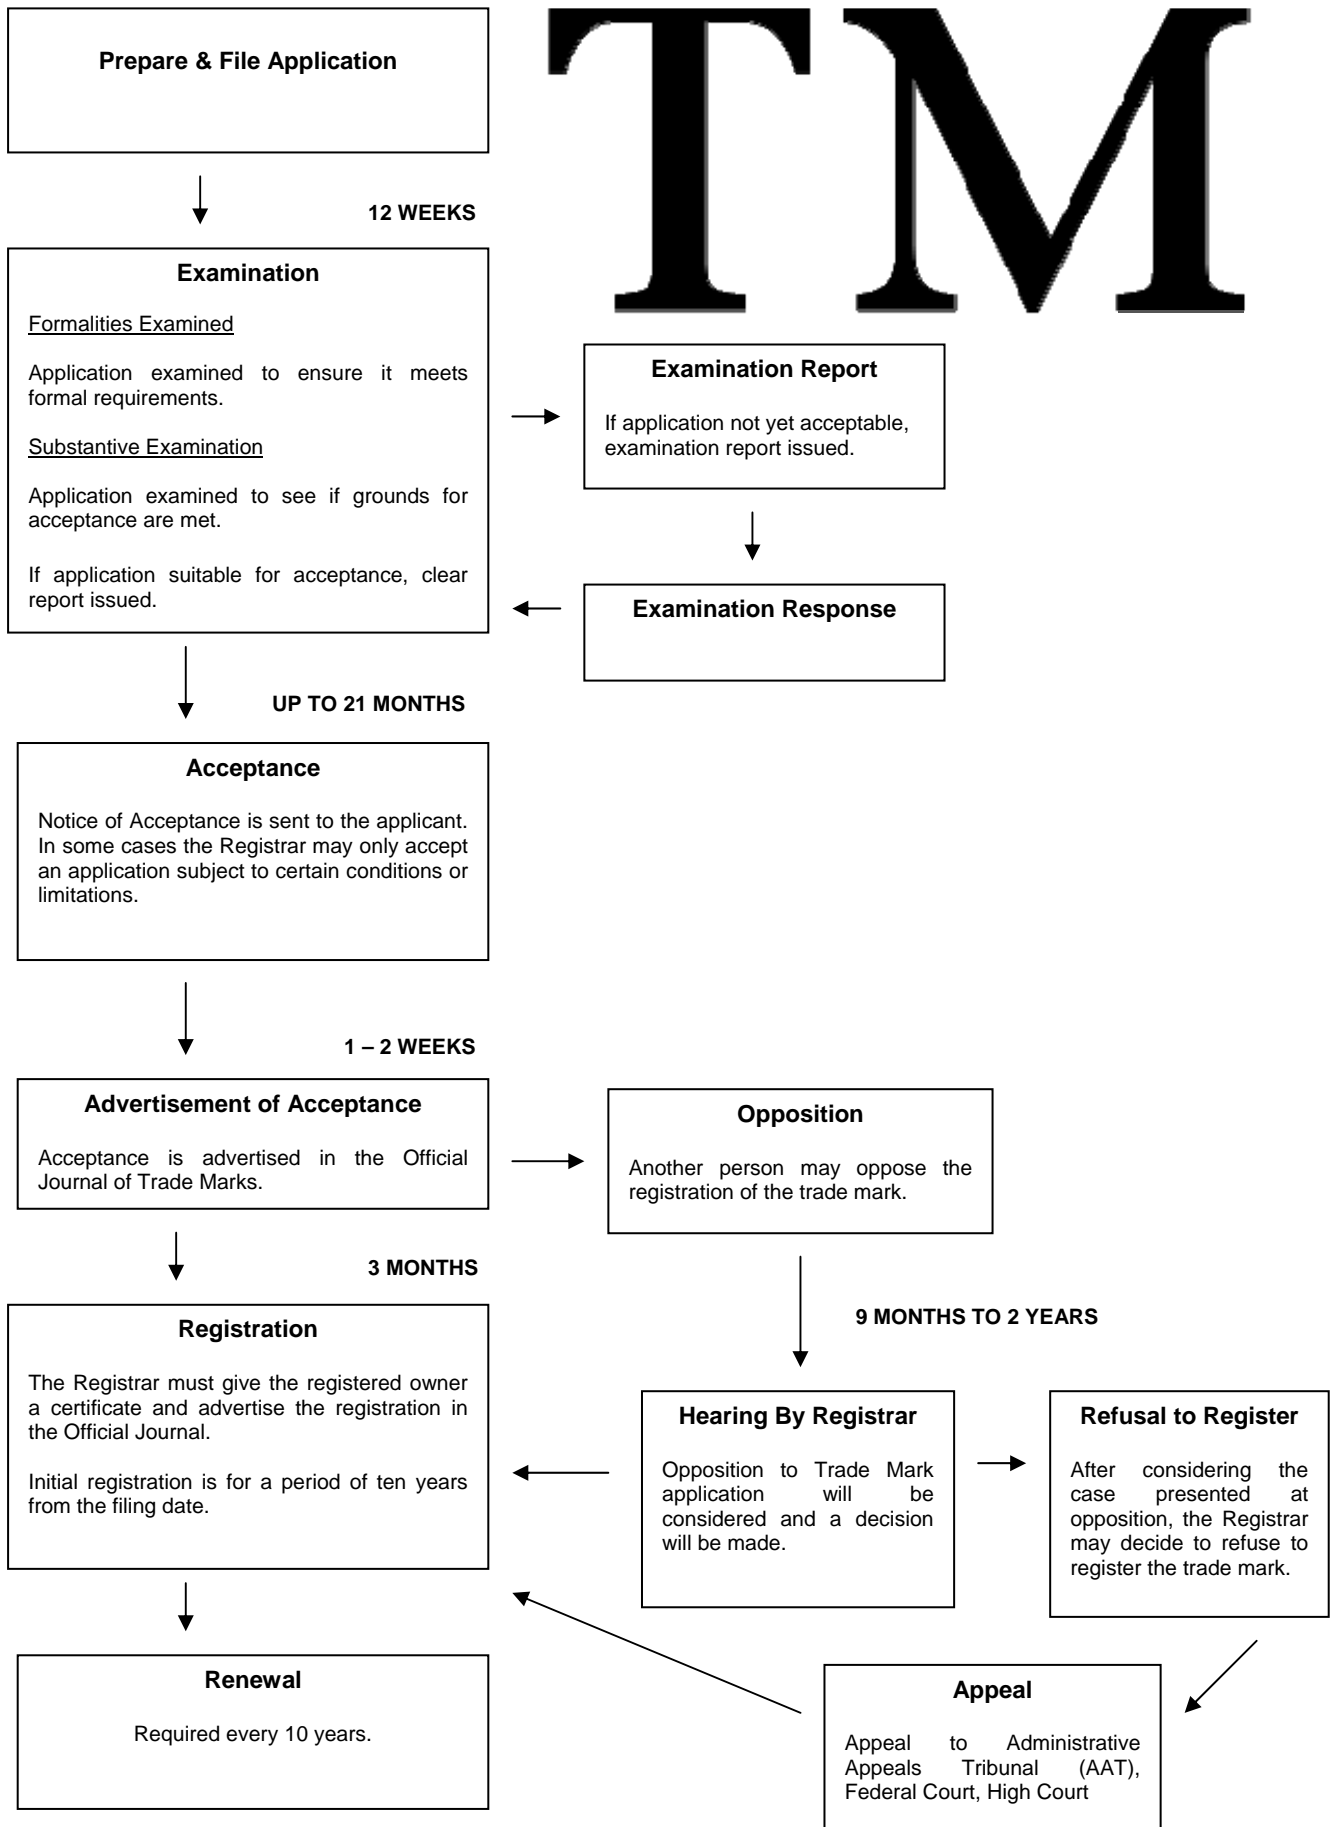 TM
Prepare & File Application
12 WEEKS
Examination
Formalities Examined
Application examined to ensure it meets
formal requirements.
Substantive Examination
Application examined to see if grounds for
acceptance are met.
If application suitable for acceptance, clear
report issued.
Examination Report
If application not yet acceptable,
examination report issued.
Examination Response
UP TO 21 MONTHS
Acceptance
Notice of Acceptance is sent to the applicant.
In some cases the Registrar may only accept
an application subject to certain conditions or
limitations.
1 – 2 WEEKS
Advertisement of Acceptance
Acceptance is advertised in the Official
Journal of Trade Marks.
Opposition
Another person may oppose the
registration of the trade mark.
3 MONTHS
9 MONTHS TO 2 YEARS
Registration
The Registrar must give the registered owner
a certificate and advertise the registration in
the Official Journal.
Initial registration is for a period of ten years
from the filing date.
Hearing By Registrar
Opposition to Trade Mark
application will be
considered and a decision
will be made.
Refusal to Register
After considering the
case presented at
opposition, the Registrar
may decide to refuse to
register the trade mark.
Renewal
Required every 10 years.
Appeal
Appeal to Administrative
Appeals Tribunal (AAT),
Federal Court, High Court